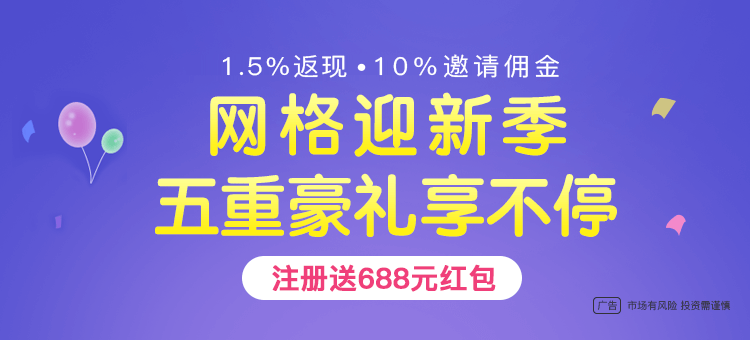 1.5%返现•10%邀请佣金
网格迎新季
五重豪礼享不停
注册送688元红包
广告 市场有风险 投资需谨慎